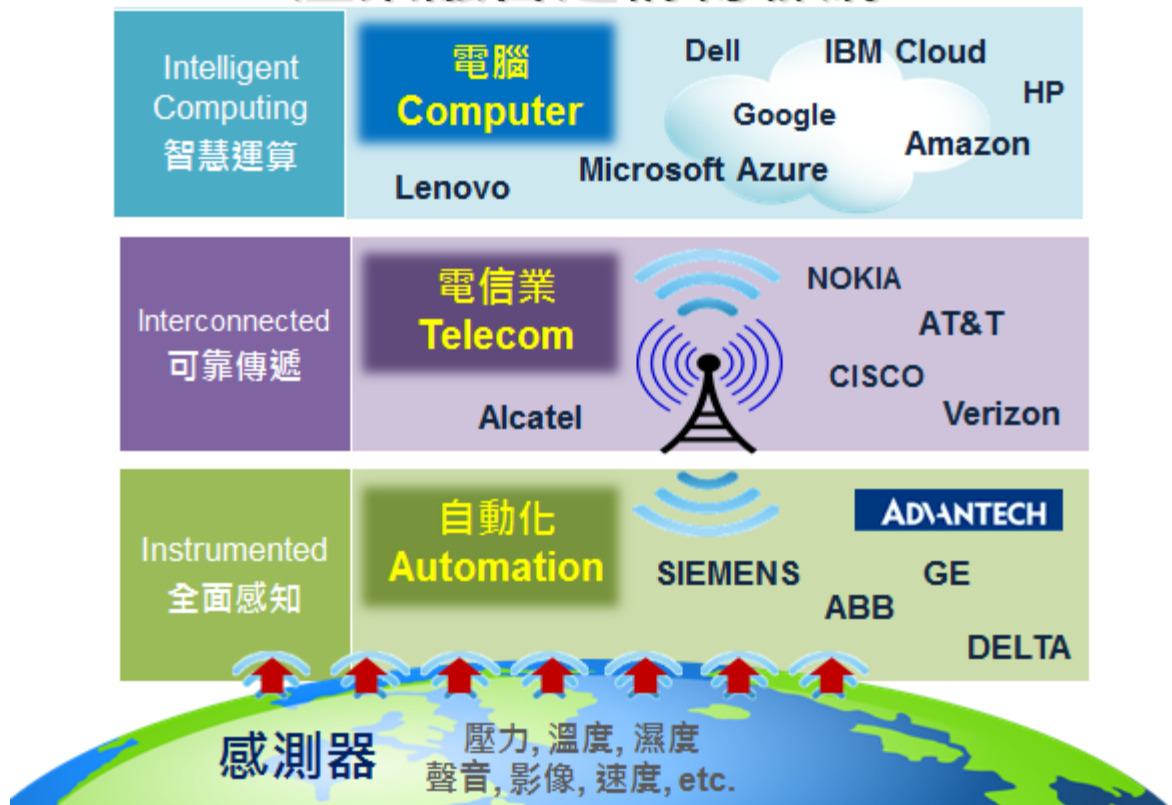 Intelligent
Computing
智慧運算
電腦
Computer
Dell
IBM Cloud
HP
Google
Amazon
Microsoft Azure
Lenovo
Interconnected
可靠傳遞
電信業
Telecom
NOKIA
AT&T
CISCO
Verizon
Alcatel
Instrumented
全面感知
自動化
Automation
ADVANTECH
SIEMENS
GE
ABB
DELTA
感測器
壓力, 溫度, 濕度
聲音, 影像, 速度, etc.